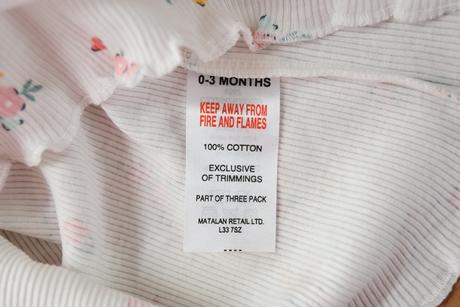 0-3 MONTHS
KEEP AWAY FROM
FIRE AND FLAMES
100% COTTON
EXCLUSIVE
OF TRIMMINGS
PART OF THREE PACK
MATALAN RETAIL LTD.
L33 7SZ